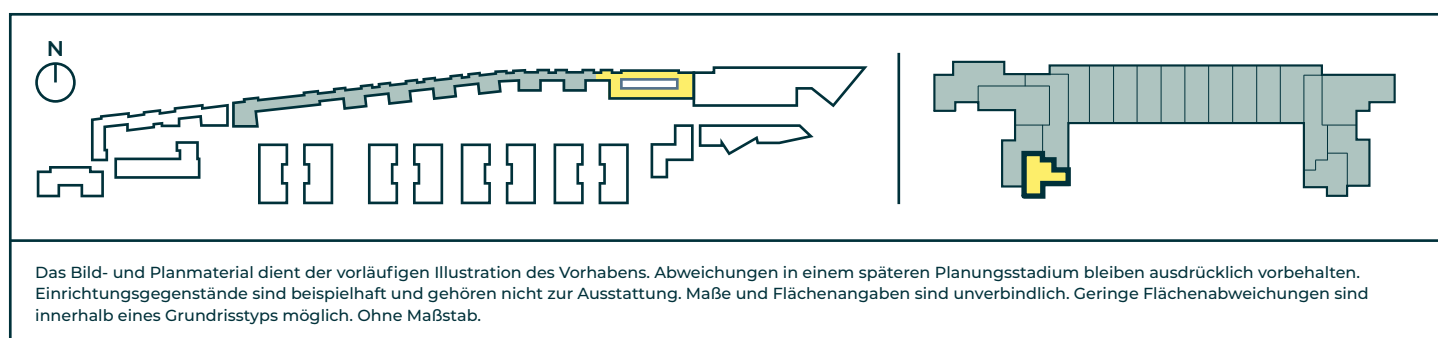 N
Das Bild- und Planmaterial dient der vorläufigen Illustration des Vorhabens. Abweichungen in einem späteren Planungsstadium bleiben ausdrücklich vorbehalten.
Einrichtungsgegenstände sind beispielhaft und gehören nicht zur Ausstattung. Maße und Flächenangaben sind unverbindlich. Geringe Flächenabweichungen sind
innerhalb eines Grundrisstyps möglich. Ohne Maßstab.